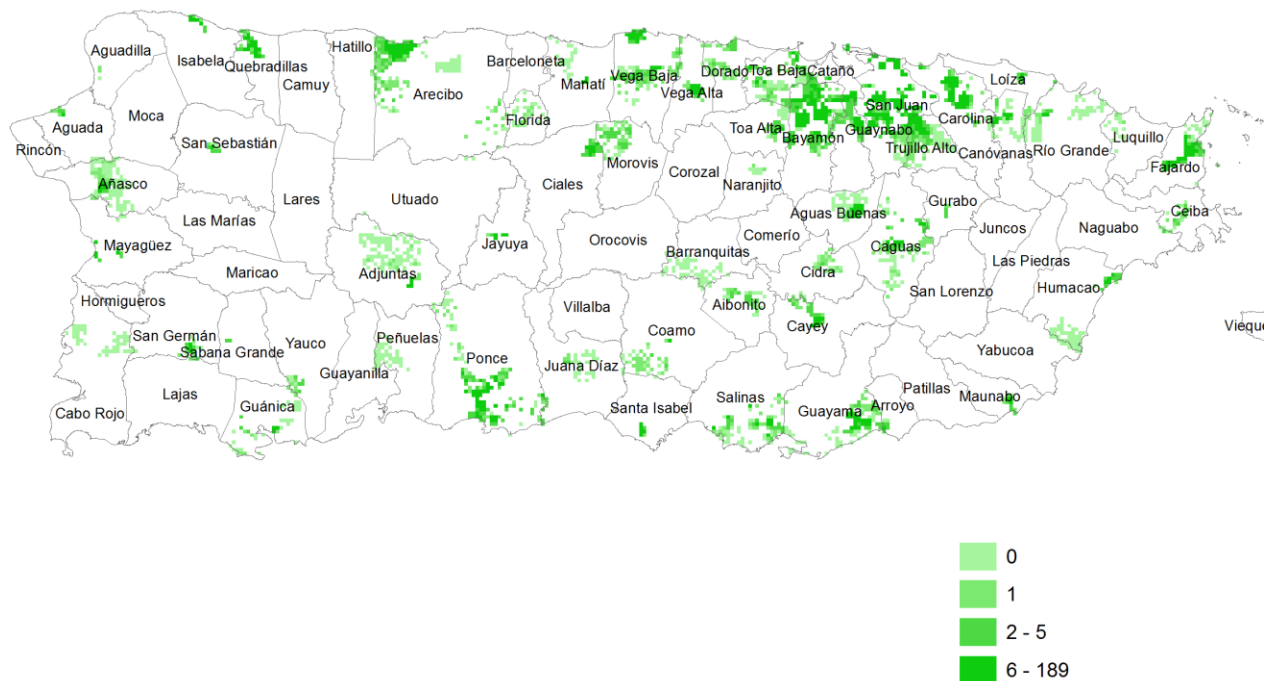 Aguadilla
Isabela
Quebradillas
Camuy
Hatillo
Arecibo
Barceloneta
Manatí
Vega Baja
Vega Alta
Dorado
Toa Baja
Cataño
San Juan
Carolina
Loíza
Moca
Aguada
Rincón
San Sebastián
Florida
Toa Alta
Bayamón
Guaynabo
Trujillo Alto
Canóvanas
Río Grande
Luquillo
Fajardo
Añasco
Lares
Utuado
Ciales
Morovis
Corozal
Naranjito
Las Marías
Mayagüez
Maricao
Adjuntas
Jayuya
Orocovis
Barranquitas
Comerío
Aguas Buenas
Gurabo
Caguas
Juncos
Naguabo
Ceiba
Las Piedras
Humacao
Cidra
San Lorenzo
Hormigueros
San Germán
Sabana Grande
Yauco
Guayanilla
Peñuelas
Ponce
Villalba
Juana Díaz
Coamo
Aibonito
Cayey
Yabucoa
Vieque
Cabo Rojo
Lajas
Guánica
Santa Isabel
Salinas
Guayama
Arroyo
Patillas
Maunabo
0
1
2 - 5
6 - 189